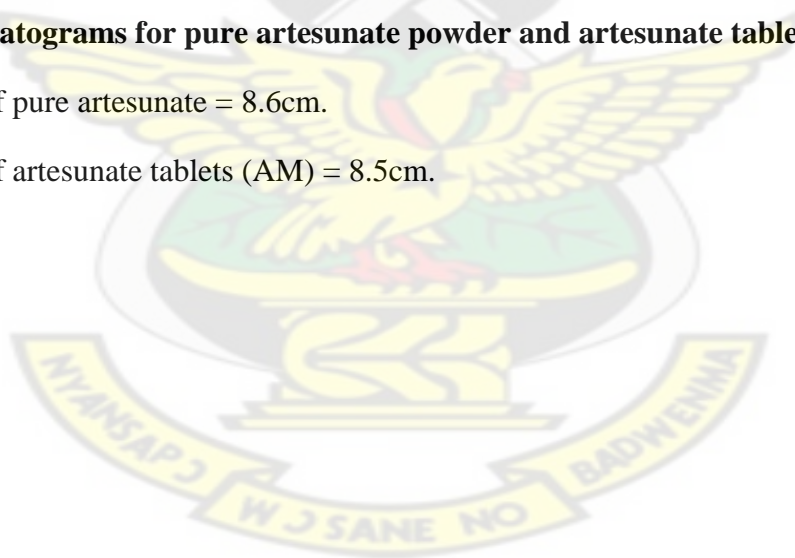 atograms for pure artesunate powder and artesunate table
f pure artesunate = 8.6cm.
f artesunate tablets (AM) = 8.5cm.
NYANSAPƆ WƆSANE NO BADWENMA